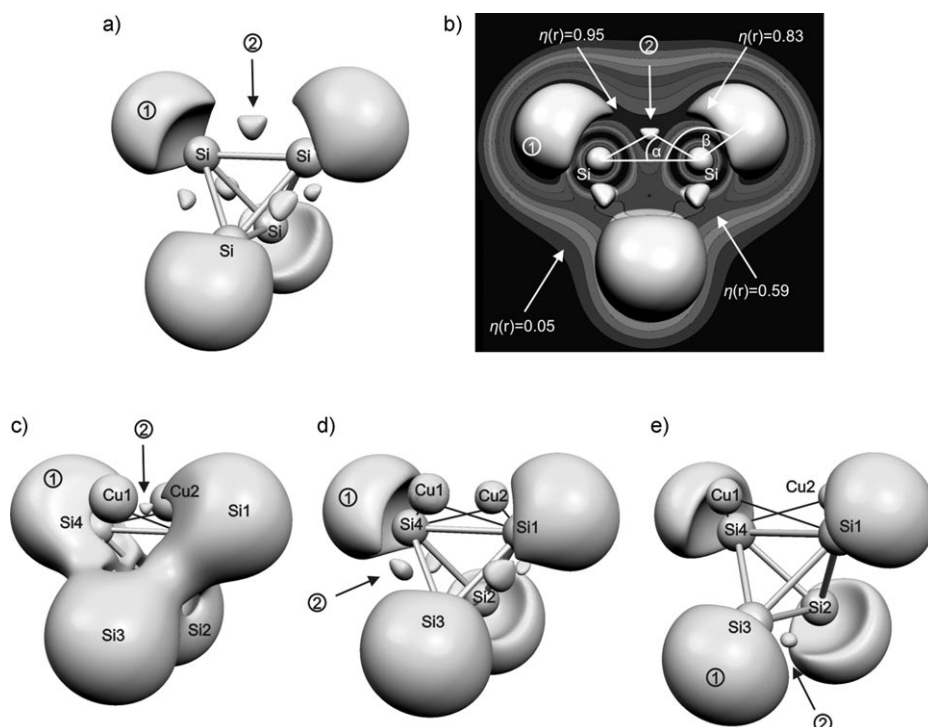 a)
②
①
Si
Si
Si
Si
b)
η(r)=0.95
②
η(r)=0.83
①
β
α
Si
Si
η(r)=0.59
η(r)=0.05
c)
②
①
Cu1
Cu2
Si4
Si1
Si3
Si2
d)
①
Cu1
Cu2
Si4
Si1
②
Si2
Si3
e)
Cu1
Cu2
Si4
Si1
Si2
Si3
①
②